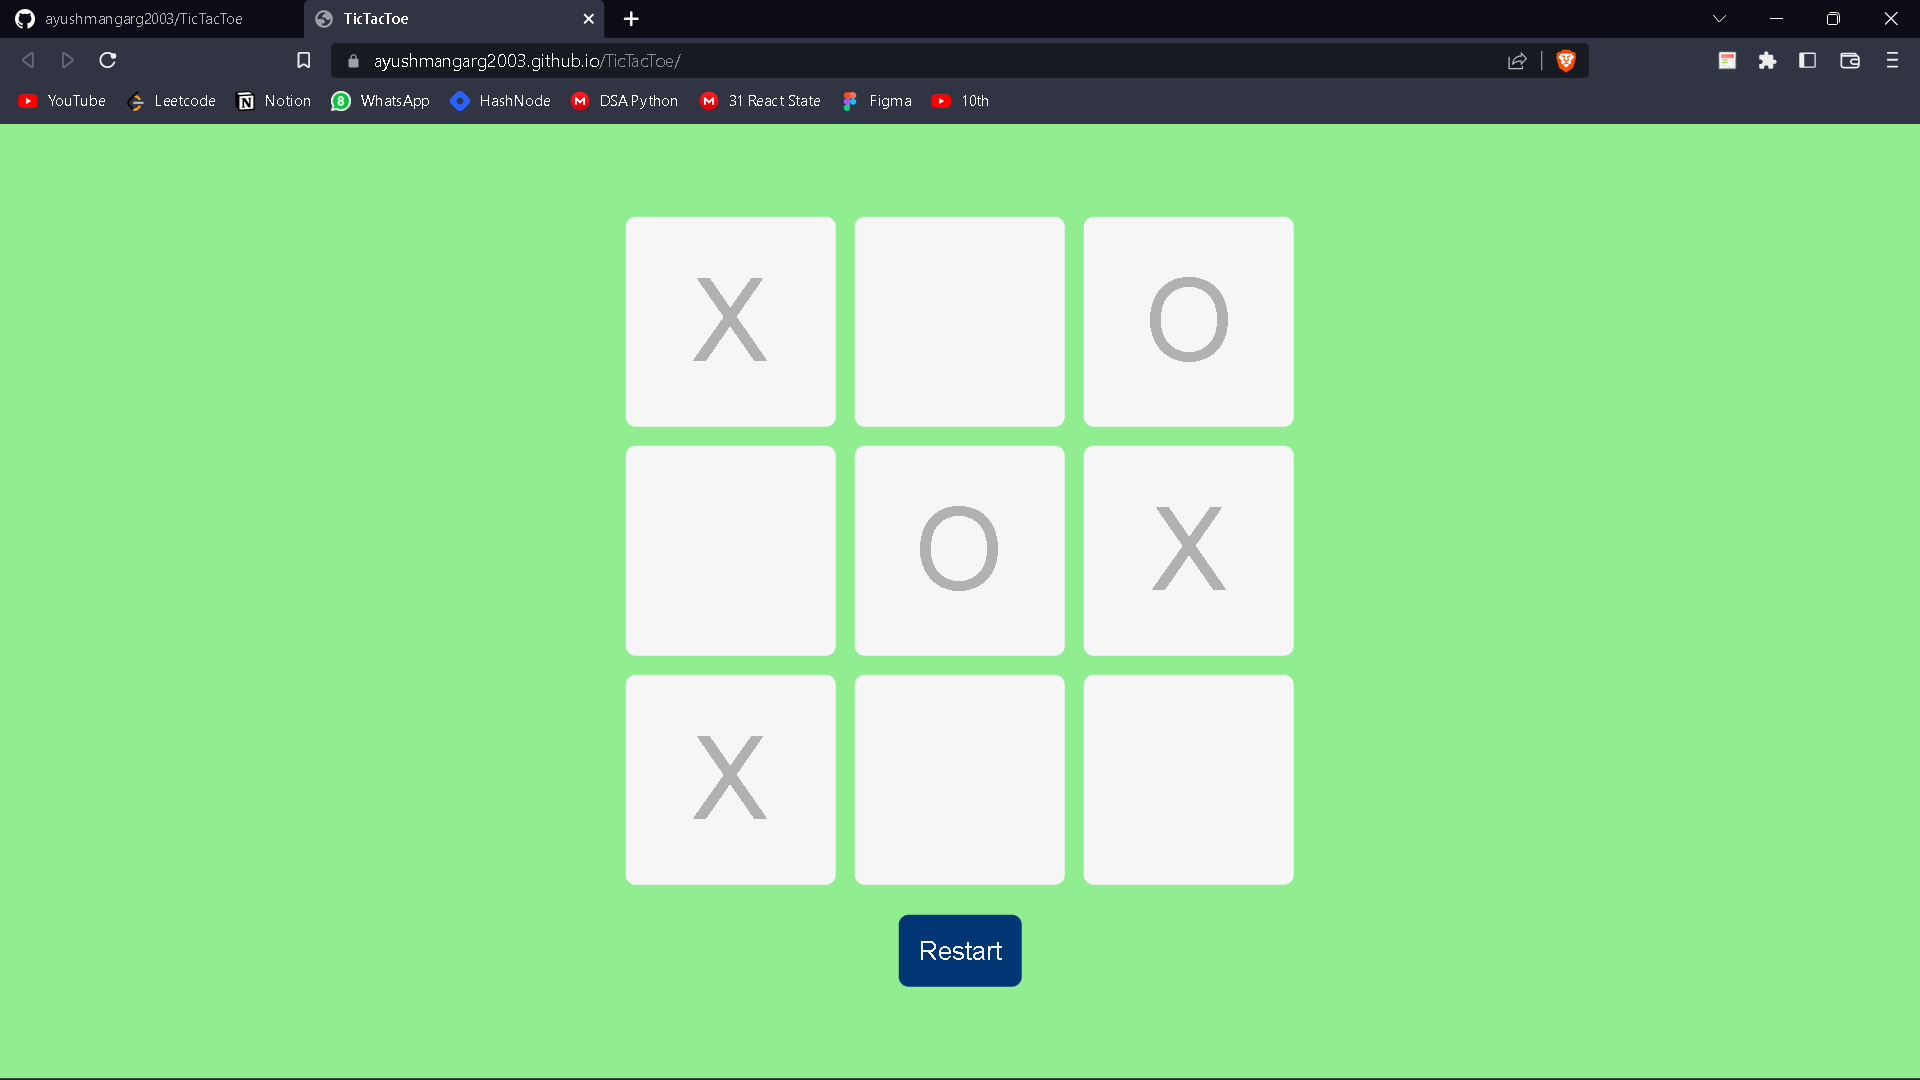 ayushmangarg2003/TicTacToe TicTacToe
ayushmangarg2003.github.io/TicTacToe/
YouTube Leetcode Notion WhatsApp HashNode DSA Python 31 React State Figma 10th
X O
O X
X
Restart